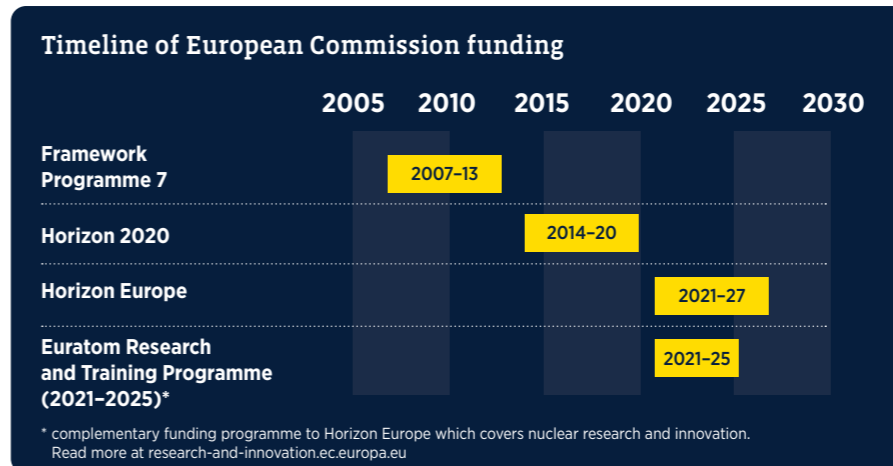 Timeline of European Commission funding
2005 2010 2015 2020 2025 2030
Framework
Programme 7
2007–13
Horizon 2020
2014–20
Horizon Europe
2021–27
Euratom Research
and Training Programme
(2021–2025)*
2021–25
* complementary funding programme to Horizon Europe which covers nuclear research and innovation.
Read more at research-and-innovation.ec.europa.eu